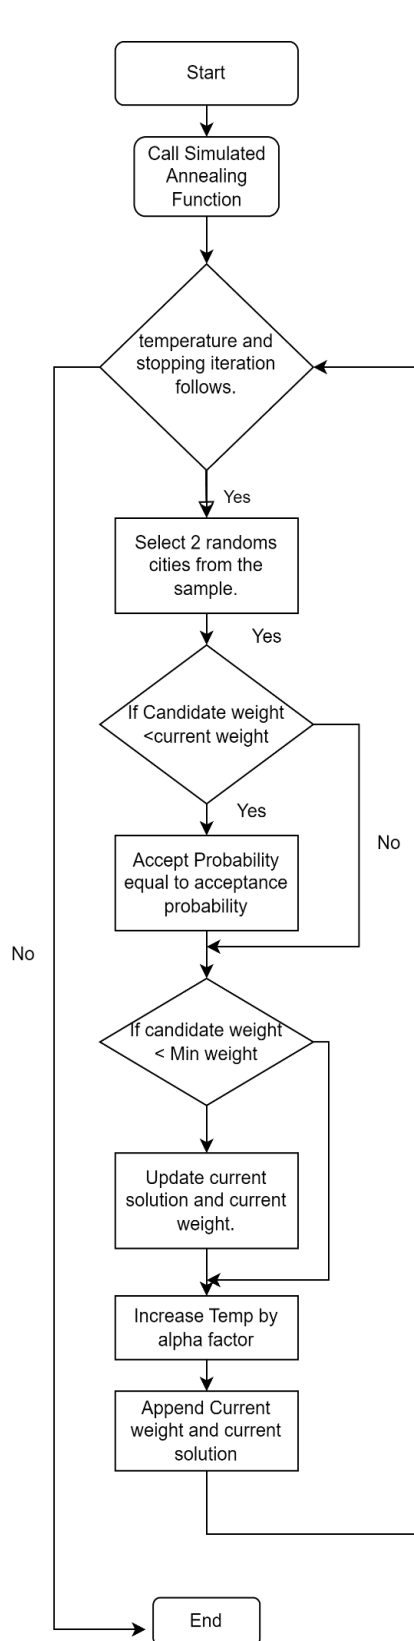 Start
Call Simulated
Annealing
Function
temperature and
stopping iteration
follows.
Yes
Select 2 randoms
cities from the
sample.
Yes
If Candidate weight
<current weight
Yes
No
Accept Probability
equal to acceptance
probability
No
If candidate weight
< Min weight
Update current
solution and current
weight.
Increase Temp by
alpha factor
Append Current
weight and current
solution
End